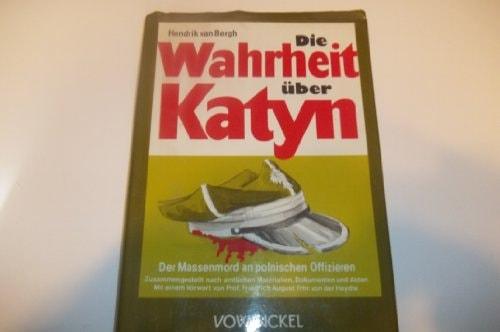 Hendrik van Bergh
Die
Wahrheit
über
Katyn
Der Massenmord an polnischen Offizieren
Zusammengestellt nach amtlichen Materialien, Dokumenten und Akten
Mit einem Vorwort von Prof. Friedrich August Frhr. von der Heydte
VOWINCKEL